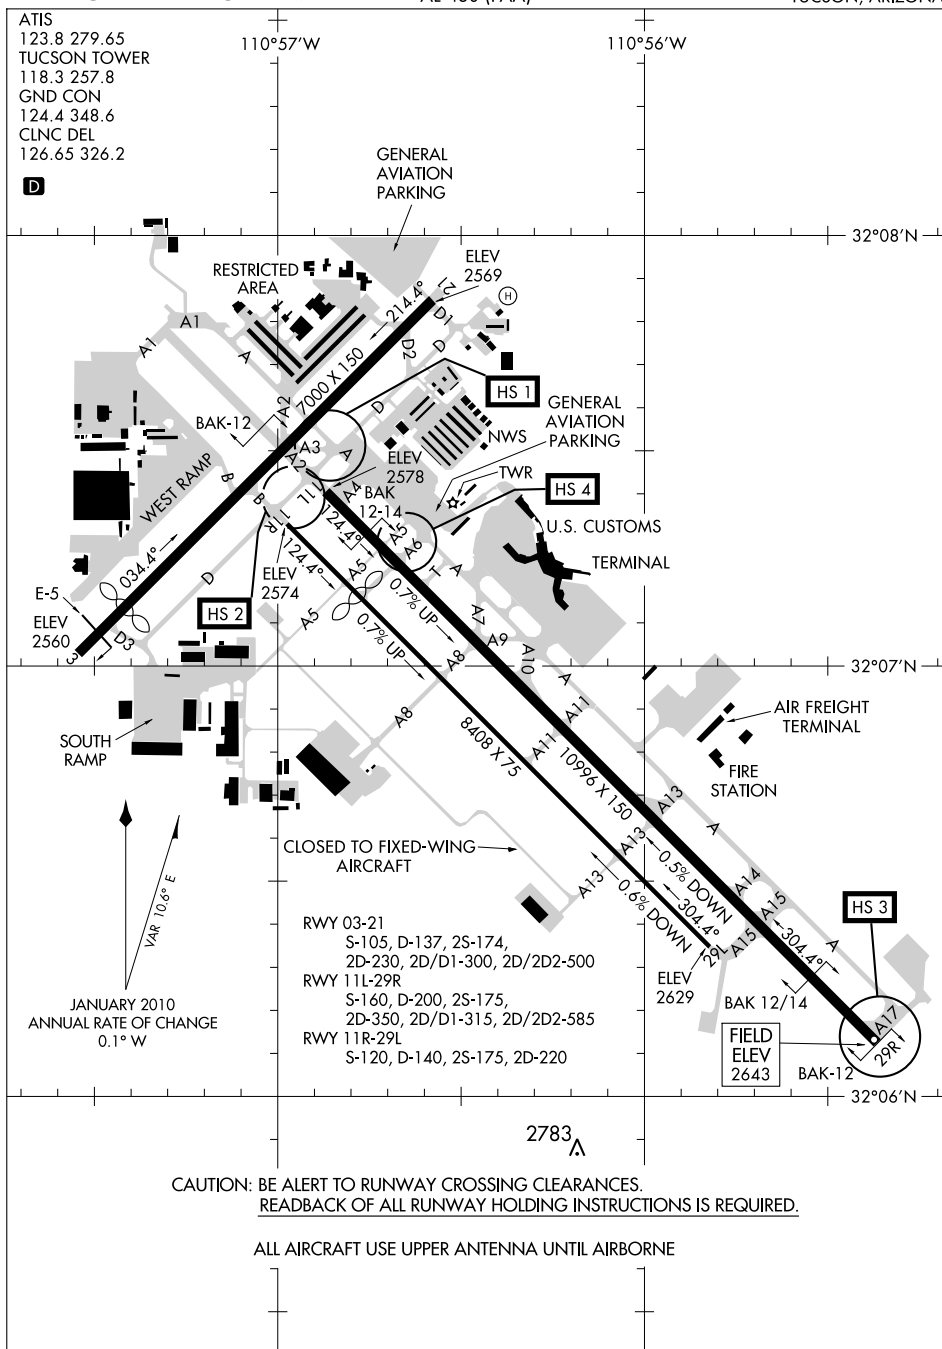 AL-430 (FAA)
TUCSON, ARIZONA
ATIS
123.8 279.65
TUCSON TOWER
118.3 257.8
GND CON
124.4 348.6
CLNC DEL
126.65 326.2
D
110°57'W
110°56'W
GENERAL
AVIATION
PARKING
32°08'N
RESTRICTED
AREA
ELEV
2569
21
H
214.4°
D1
D
D2
A1
A1
A
7000 X 150
HS 1
A2
D
BAK-12
GENERAL
AVIATION
PARKING
NWS
A3
A
A2
ELEV
2578
TWR
HS 4
WEST RAMP
B
B
11L
A4
BAK
12-14
11R
124.4°
A5
A6
U.S. CUSTOMS
TERMINAL
034.4°
124.4°
D
ELEV
2574
A5
T
A
E-5
ELEV
2560
HS 2
0.7% UP
A7
D3
3
A5
0.7% UP
A9
A8
A10
32°07'N
A
A8
A11
A11
SOUTH
RAMP
8408 X 75
10996 X 150
AIR FREIGHT
TERMINAL
FIRE
STATION
A13
A
CLOSED TO FIXED-WING
AIRCRAFT
A13
A13
0.5% DOWN
0.6% DOWN
A14
A15
VAR 10.6° E
304.4°
HS 3
304.4°
A
29L
A15
RWY 03-21
S-105, D-137, 2S-174,
2D-230, 2D/D1-300, 2D/2D2-500
RWY 11L-29R
S-160, D-200, 2S-175,
2D-350, 2D/D1-315, 2D/2D2-585
RWY 11R-29L
S-120, D-140, 2S-175, 2D-220
ELEV
2629
BAK 12/14
JANUARY 2010
ANNUAL RATE OF CHANGE
0.1° W
A17
29R
FIELD
ELEV
2643
BAK-12
32°06'N
2783
CAUTION: BE ALERT TO RUNWAY CROSSING CLEARANCES.
READBACK OF ALL RUNWAY HOLDING INSTRUCTIONS IS REQUIRED.
ALL AIRCRAFT USE UPPER ANTENNA UNTIL AIRBORNE